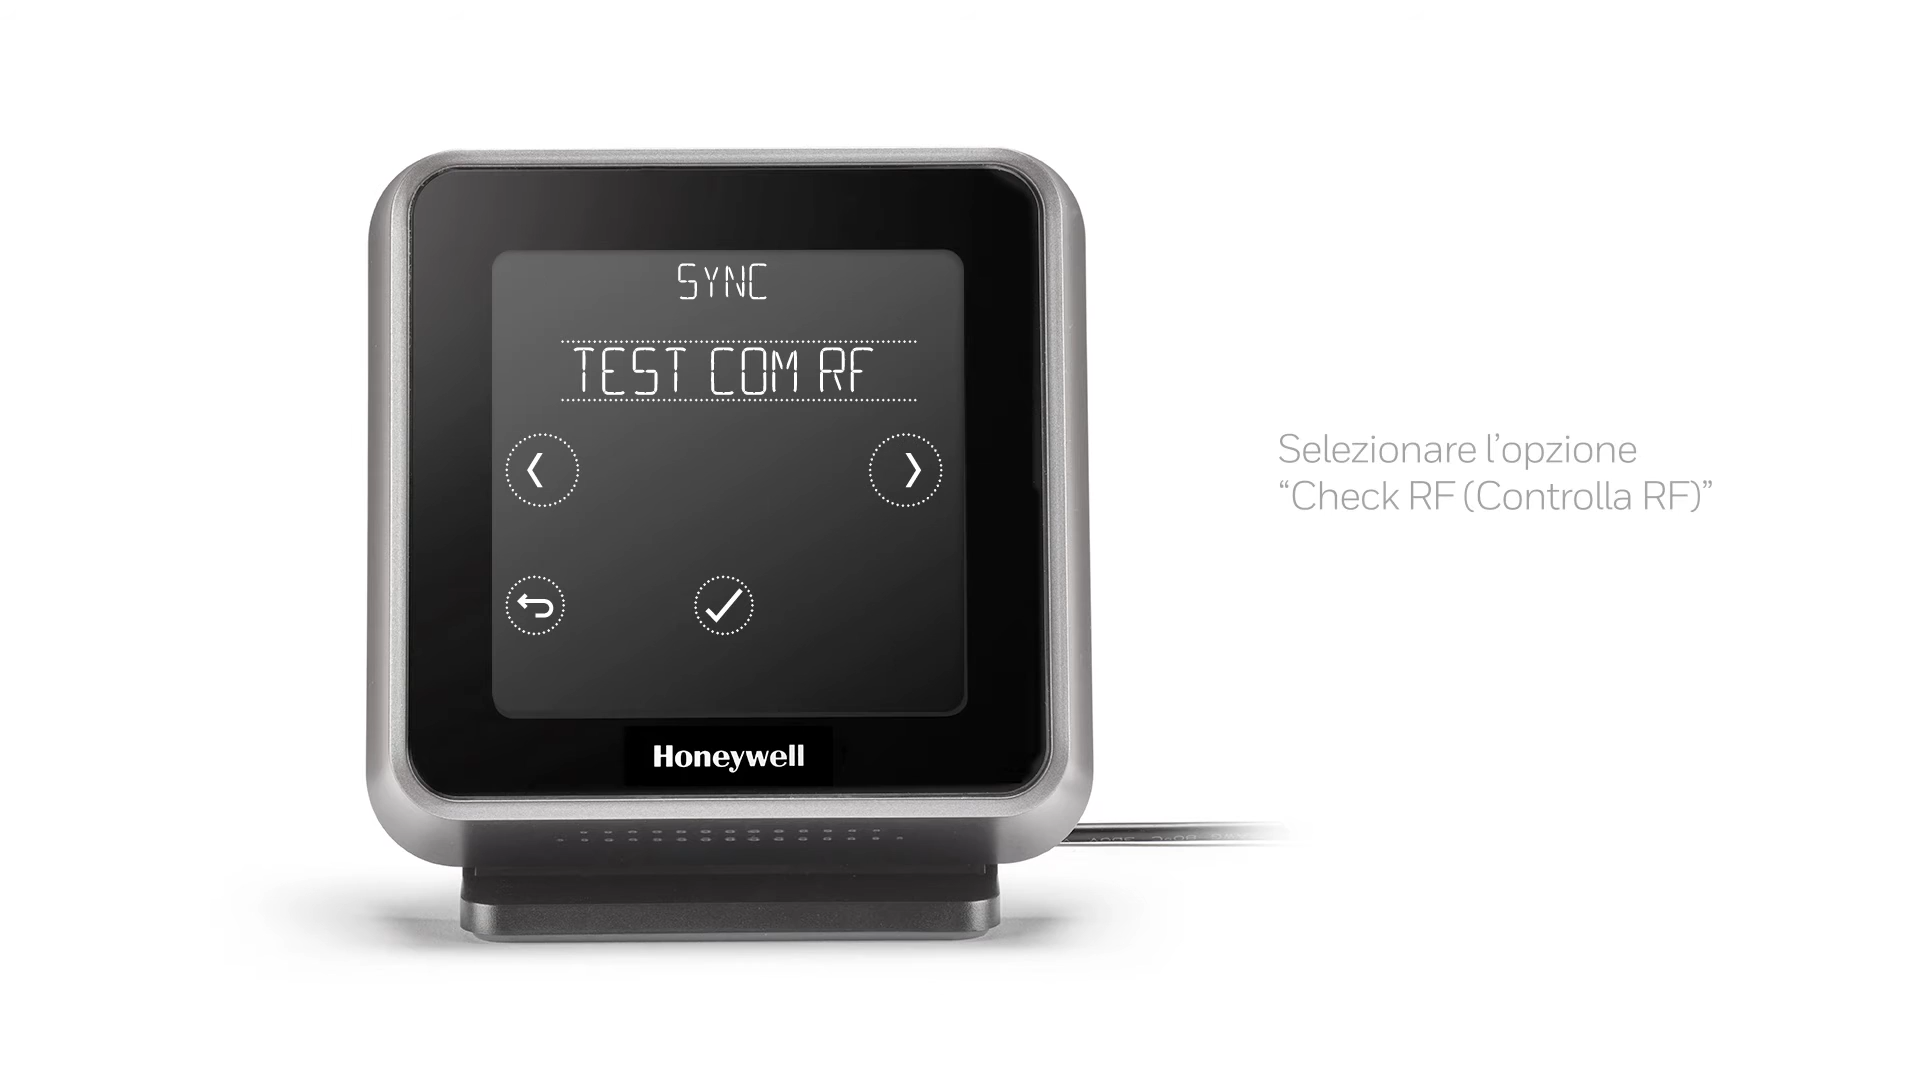 SYNC
TEST COM RF
Honeywell
Selezionare l’opzione
“Check RF (Controlla RF)”